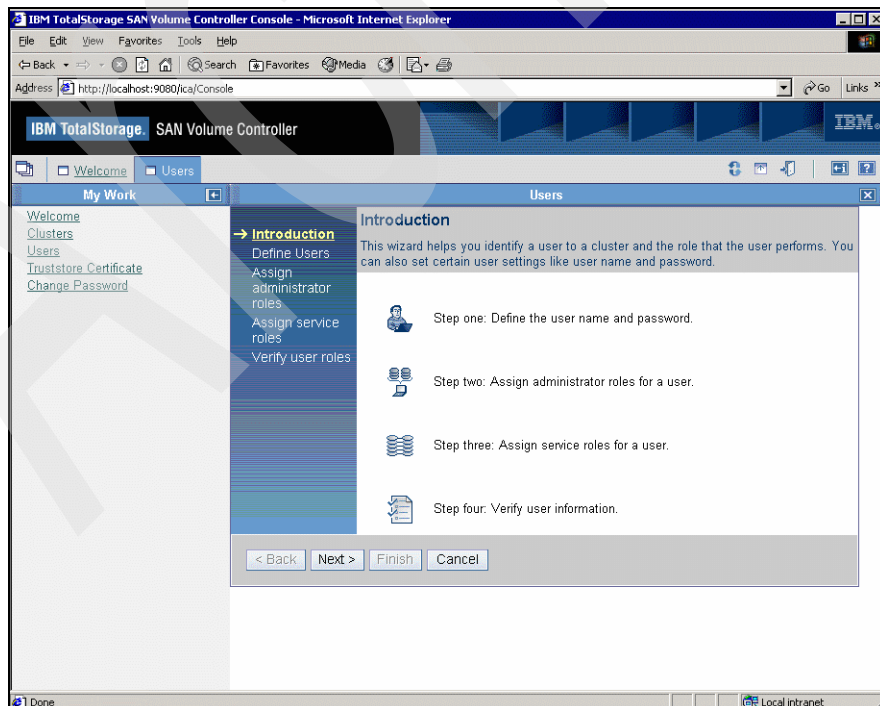 IBM TotalStorage SAN Volume Controller Console - Microsoft Internet Explorer
File Edit View Favorites Tools Help
Back Search Favorites Media
Address http://localhost:9080/ica/Console Go Links »
IBM TotalStorage. SAN Volume Controller IBM.
Welcome Users
My Work
Users
Welcome
Clusters
Users
Truststore Certificate
Change Password
→ Introduction
Define Users
Assign
administrator
roles
Assign service
roles
Verify user roles
Introduction
This wizard helps you identify a user to a cluster and the role that the user performs. You
can also set certain user settings like user name and password.
Step one: Define the user name and password.
Step two: Assign administrator roles for a user.
Step three: Assign service roles for a user.
Step four: Verify user information.
< Back Next > Finish Cancel
Done Local intranet